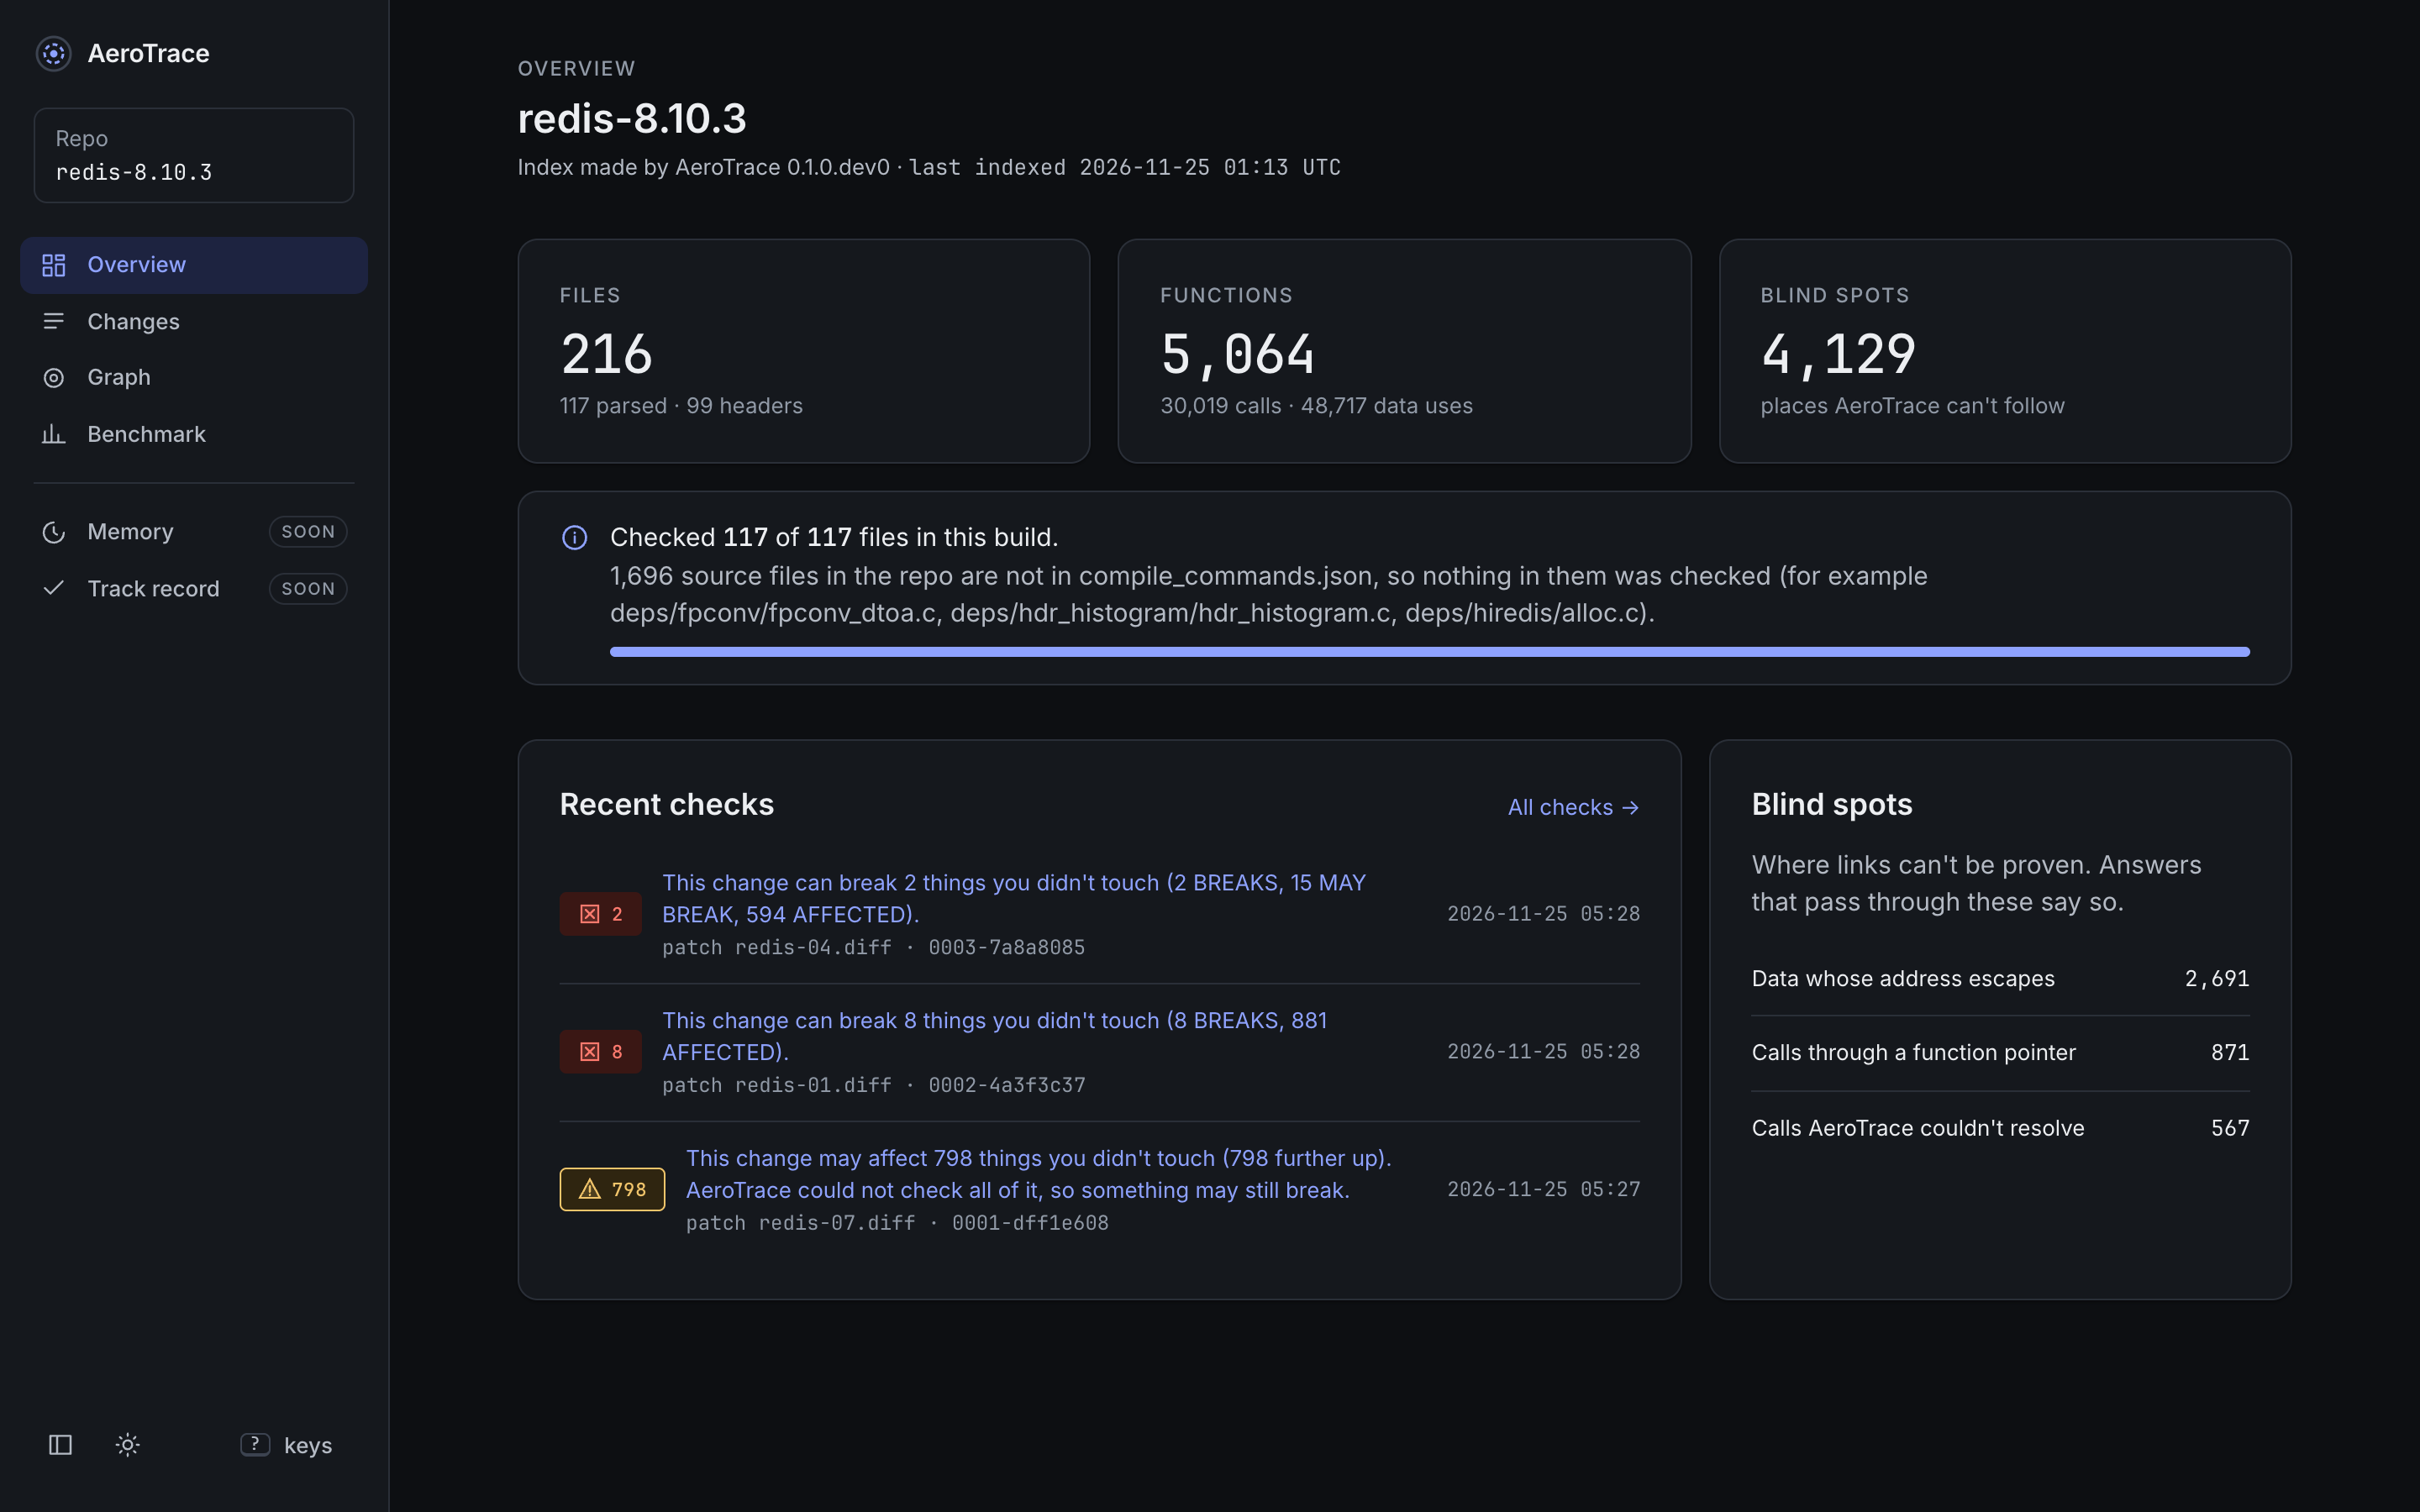 AeroTrace
Repo
redis-8.10.3
Overview
Changes
Graph
Benchmark
Memory SOON
Track record SOON
? keys
OVERVIEW
redis-8.10.3
Index made by AeroTrace 0.1.0.dev0 · last indexed 2026-11-25 01:13 UTC
FILES
216
117 parsed · 99 headers
FUNCTIONS
5,064
30,019 calls · 48,717 data uses
BLIND SPOTS
4,129
places AeroTrace can't follow
Checked 117 of 117 files in this build.
1,696 source files in the repo are not in compile_commands.json, so nothing in them was checked (for example
deps/fpconv/fpconv_dtoa.c, deps/hdr_histogram/hdr_histogram.c, deps/hiredis/alloc.c).
Recent checks
All checks →
2
This change can break 2 things you didn't touch (2 BREAKS, 15 MAY
BREAK, 594 AFFECTED).
patch redis-04.diff · 0003-7a8a8085
2026-11-25 05:28
8
This change can break 8 things you didn't touch (8 BREAKS, 881
AFFECTED).
patch redis-01.diff · 0002-4a3f3c37
2026-11-25 05:28
798
This change may affect 798 things you didn't touch (798 further up).
AeroTrace could not check all of it, so something may still break.
patch redis-07.diff · 0001-dff1e608
2026-11-25 05:27
Blind spots
Where links can't be proven. Answers
that pass through these say so.
Data whose address escapes 2,691
Calls through a function pointer 871
Calls AeroTrace couldn't resolve 567